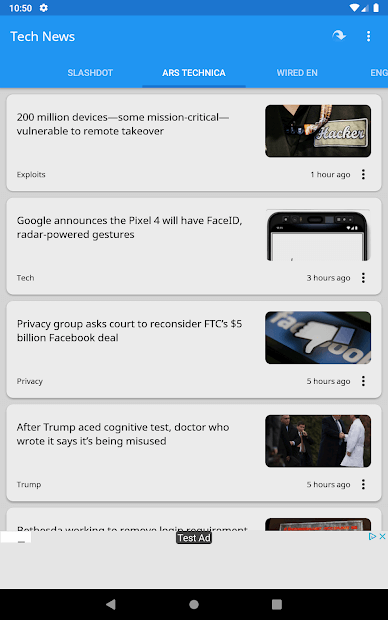 10:50
Tech News
SLASHDOT
ARS TECHNICA
WIRED EN
ENG
200 million devices—some mission-critical—
vulnerable to remote takeover
Hacker
Exploits
1 hour ago
Google announces the Pixel 4 will have FaceID,
radar-powered gestures
Tech
3 hours ago
Privacy group asks court to reconsider FTC's $5
billion Facebook deal
Privacy
5 hours ago
After Trump aced cognitive test, doctor who
wrote it says it's being misused
Trump
5 hours ago
Bethesda working to remove login requirement
Test Ad